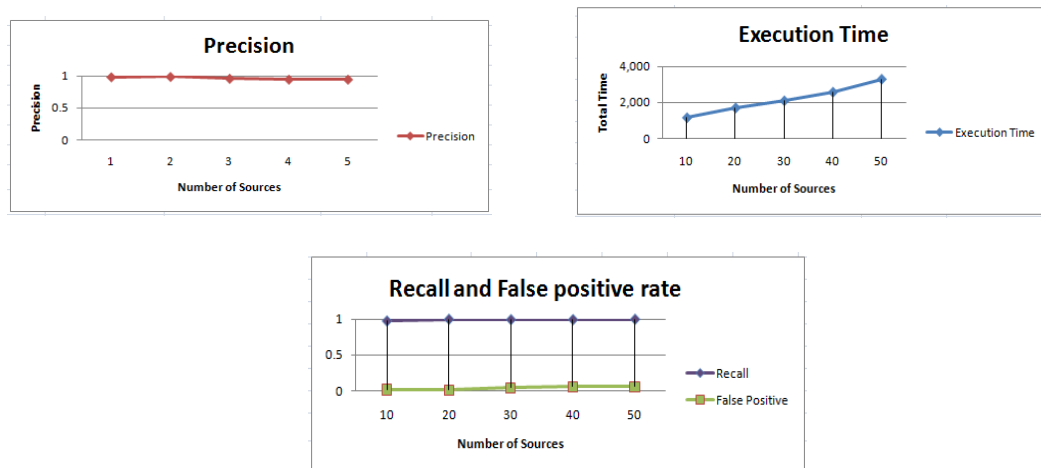 Precision
1
0.5
0
Precision
1 2 3 4 5
Number of Sources
Precision
Execution Time
4,000
2,000
0
Total Time
10 20 30 40 50
Number of Sources
Execution Time
Recall and False positive rate
1
0.5
0
10 20 30 40 50
Number of Sources
Recall
False Positive